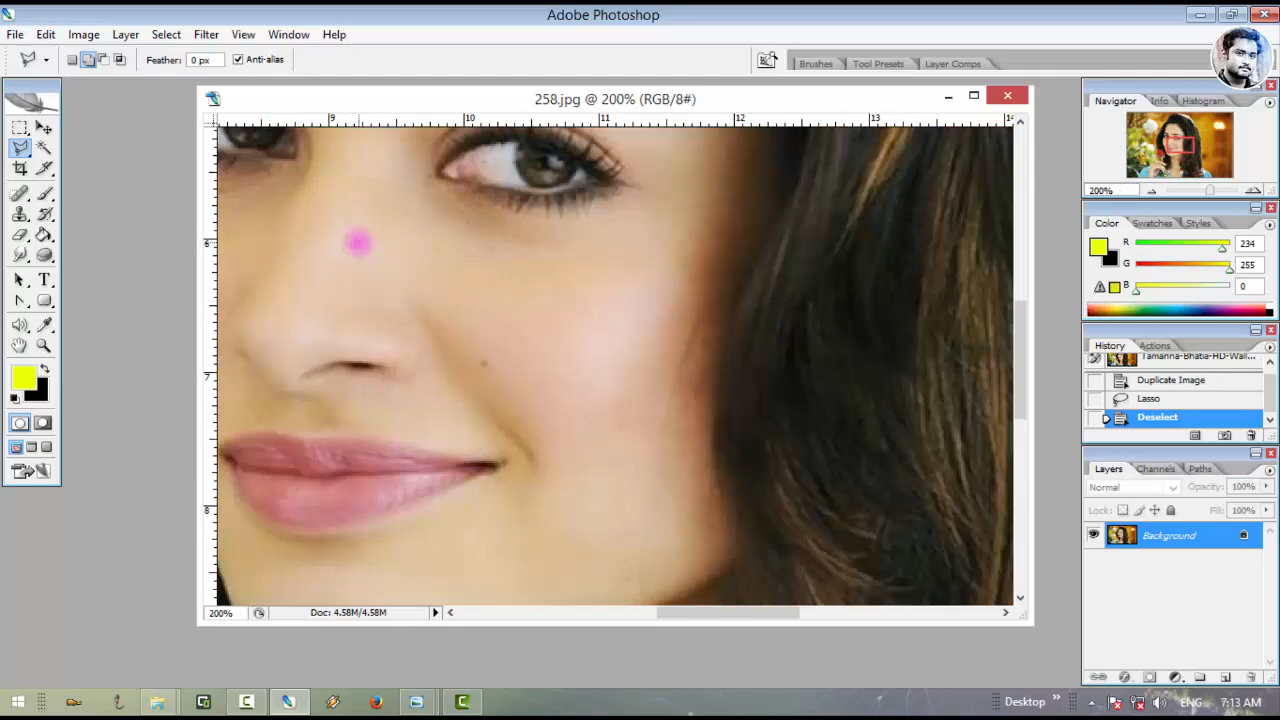 Adobe Photoshop
File Edit Image Layer Select Filter View Window Help
Feather: 0 px Anti-alias Brushes Tool Presets Layer Comps
258.jpg @ 200% (RGB/8#)
9 10 11 12 13 14
6
7
8
200% Doc: 4.58M/4.58M
Navigator Info Histogram
200%
Color Swatches Styles
R 234
G 255
B 0
History Actions
Tamanna-Bhatia-HD-Wall...
Duplicate Image
Lasso
Deselect
Layers Channels Paths
Normal Opacity: 100%
Lock: Fill: 100%
Background
Desktop ENG 7:13 AM